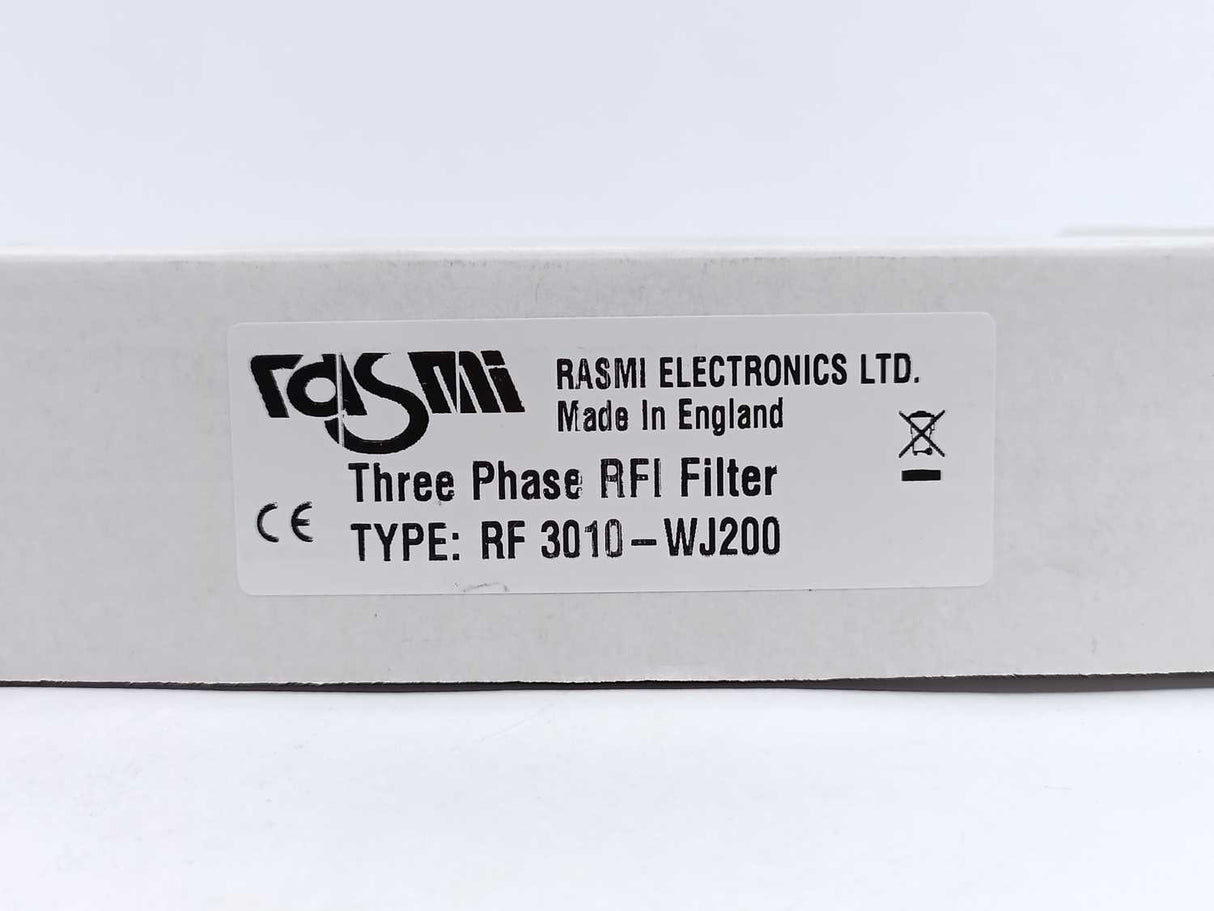 rasmi
RASMI ELECTRONICS LTD.
Made In England
Three Phase RFI Filter
CE
TYPE: RF 3010-WJ200